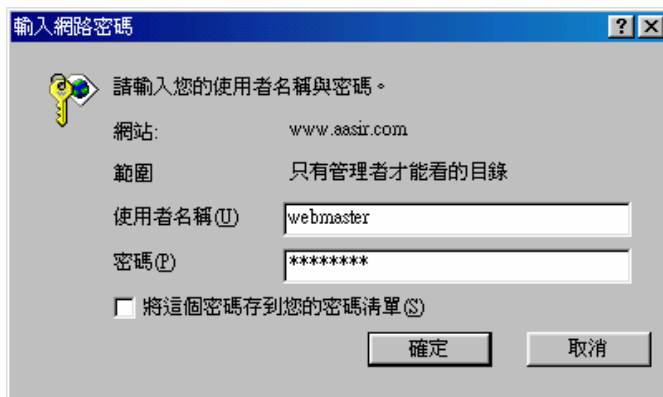 輸入網路密碼
請輸入您的使用者名稱與密碼。
網站: www.aasir.com
範圍 只有管理者才能看的目錄
使用者名稱(U) webmaster
密碼(P) ********
將這個密碼存到您的密碼清單(S)
確定 取消